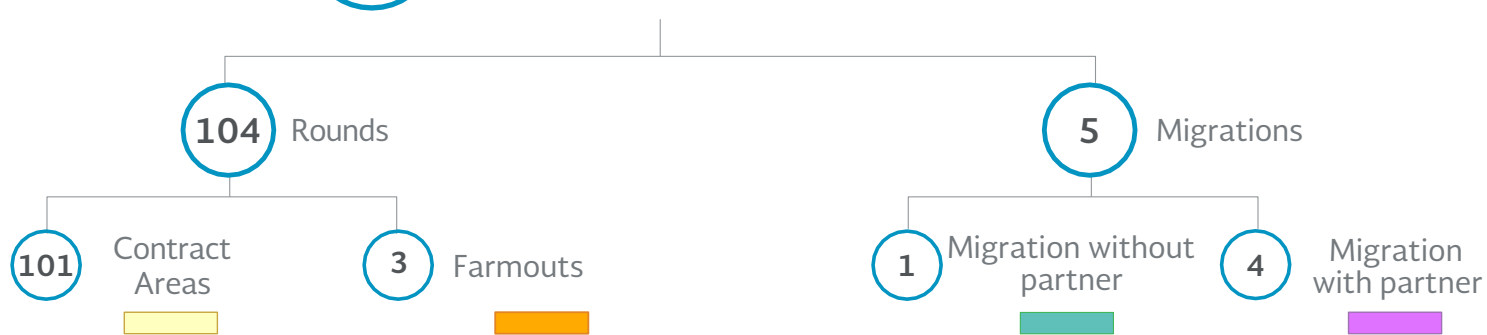 104 Rounds
5 Migrations
101 Contract
Areas
3 Farmouts
1 Migration without
partner
4 Migration
with partner